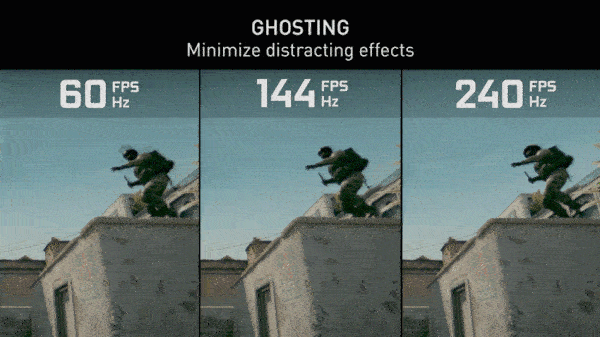 GHOSTING
Minimize distracting effects
60 FPS Hz
144 FPS Hz
240 FPS Hz